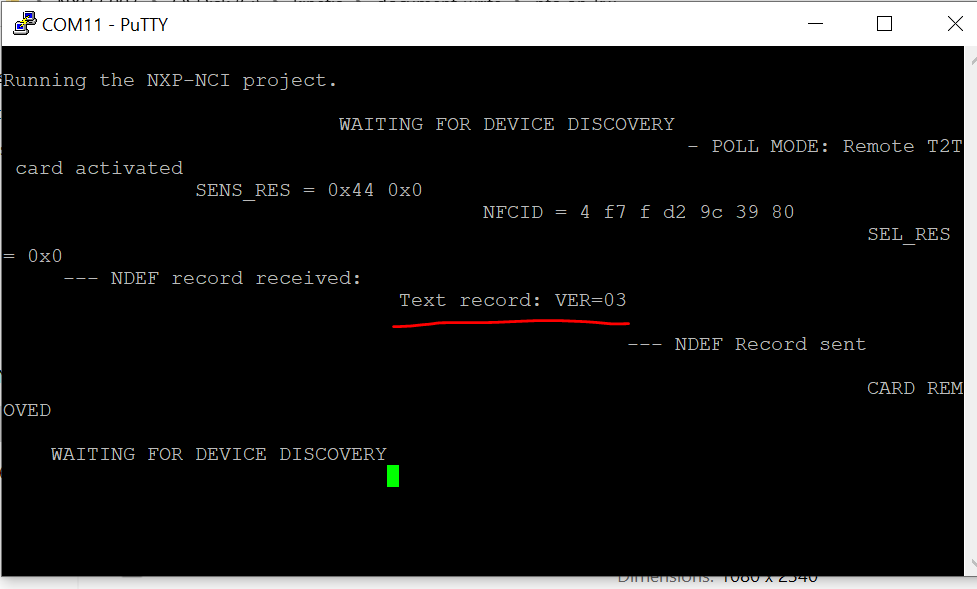 COM11 - PuTTY
Running the NXP-NCI project.
WAITING FOR DEVICE DISCOVERY
- POLL MODE: Remote T2T
card activated
SENS_RES = 0x44 0x0
NFCID = 4 f7 f d2 9c 39 80
SEL_RES
= 0x0
--- NDEF record received:
Text record: VER=03
--- NDEF Record sent
CARD REM
OVED
WAITING FOR DEVICE DISCOVERY
Dimensions: 1080 x 2340